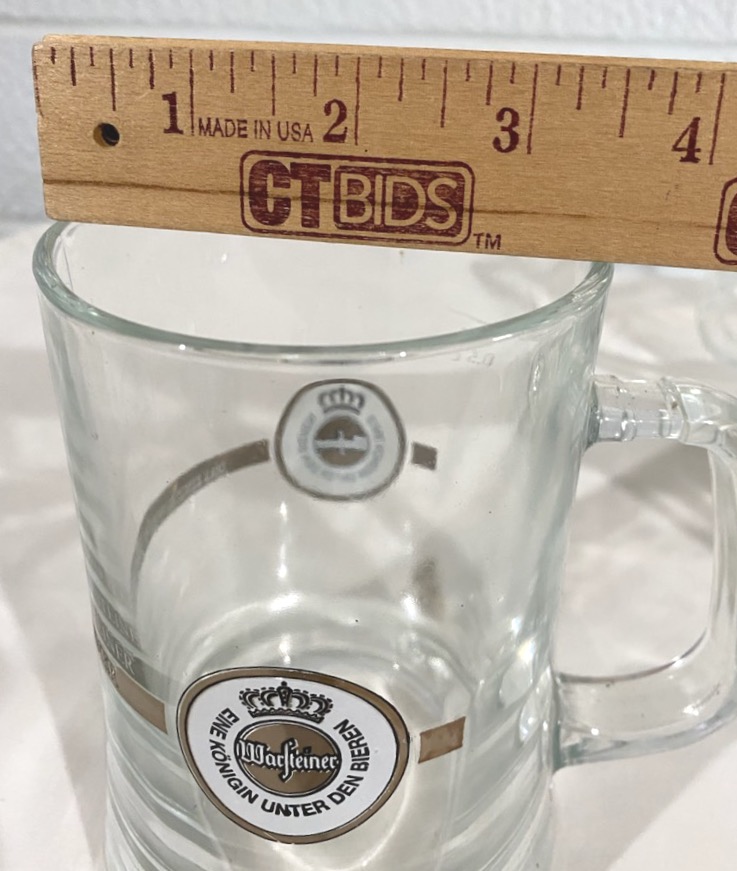 1 MADE IN USA 2 3 4
CTBIDS TM
EINE KÖNIGIN UNTER DEN BIEREN
Warsteiner